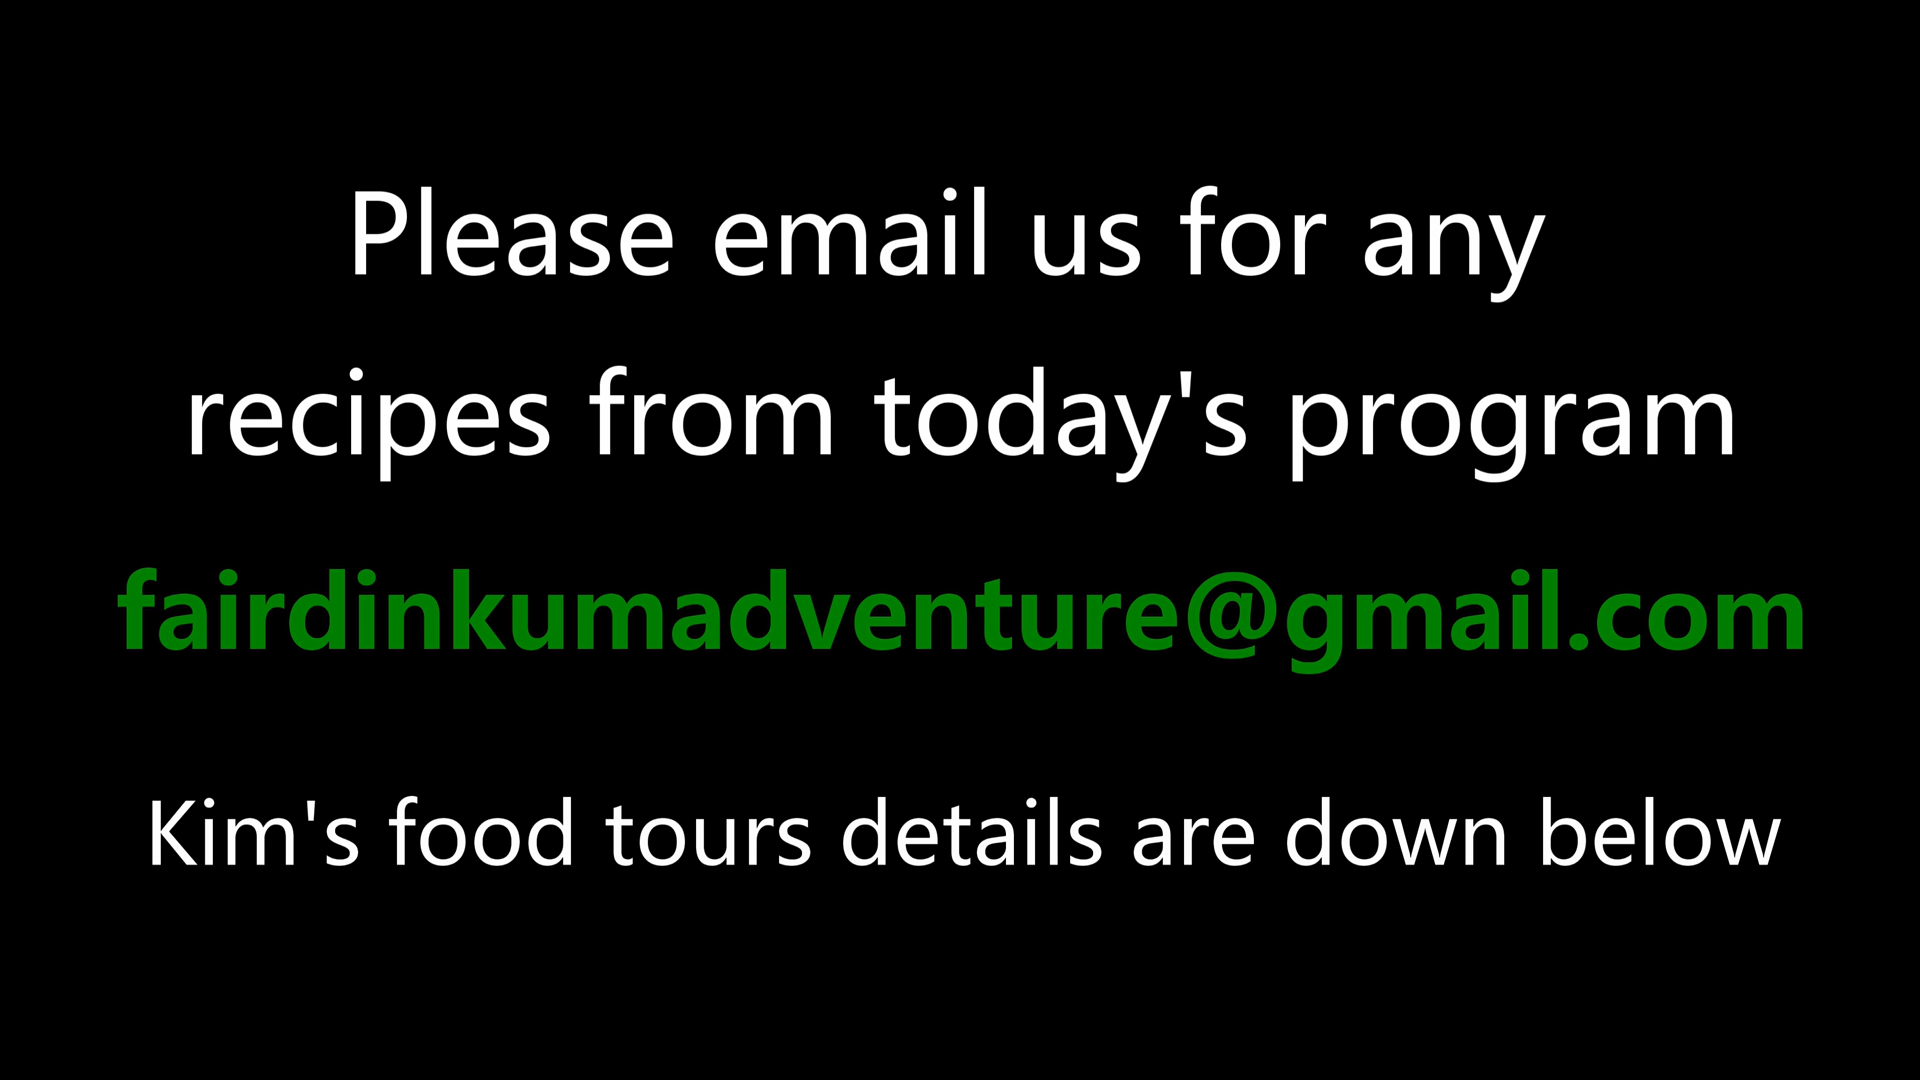 Please email us for any
recipes from today's program
fairdinkumadventure@gmail.com
Kim's food tours details are down below